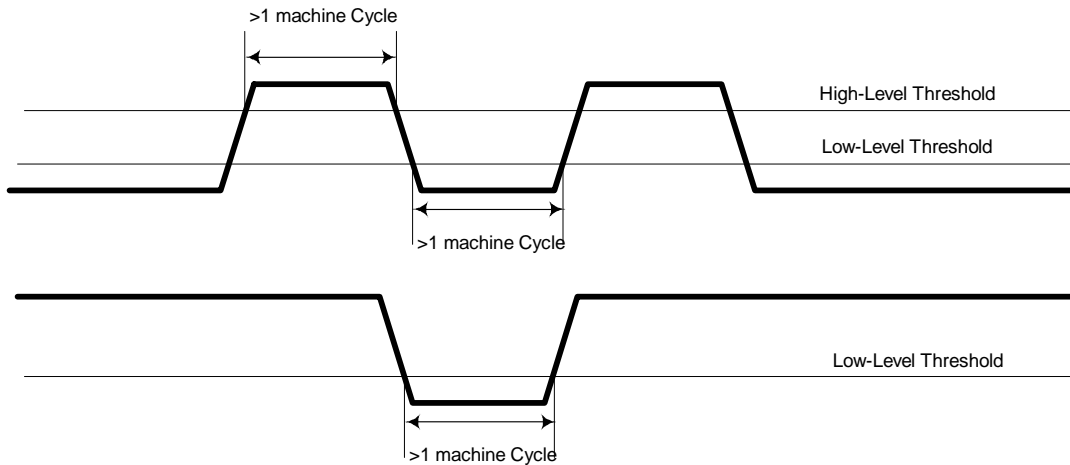 >1 machine Cycle
High-Level Threshold
Low-Level Threshold
>1 machine Cycle
Low-Level Threshold
>1 machine Cycle